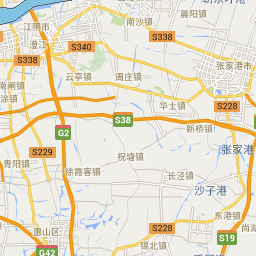 晨阳镇
江阴市
南沙镇
澄江
S340
S338
S338
张家港市
云亭镇
周庄镇
南闸镇
华士镇
S228
S38
新桥镇
G2
张家港
S229
祝塘镇
青阳镇
徐霞客镇
长泾镇
沙子港
东港镇
S228
惠山区
锡北镇
S19
G42